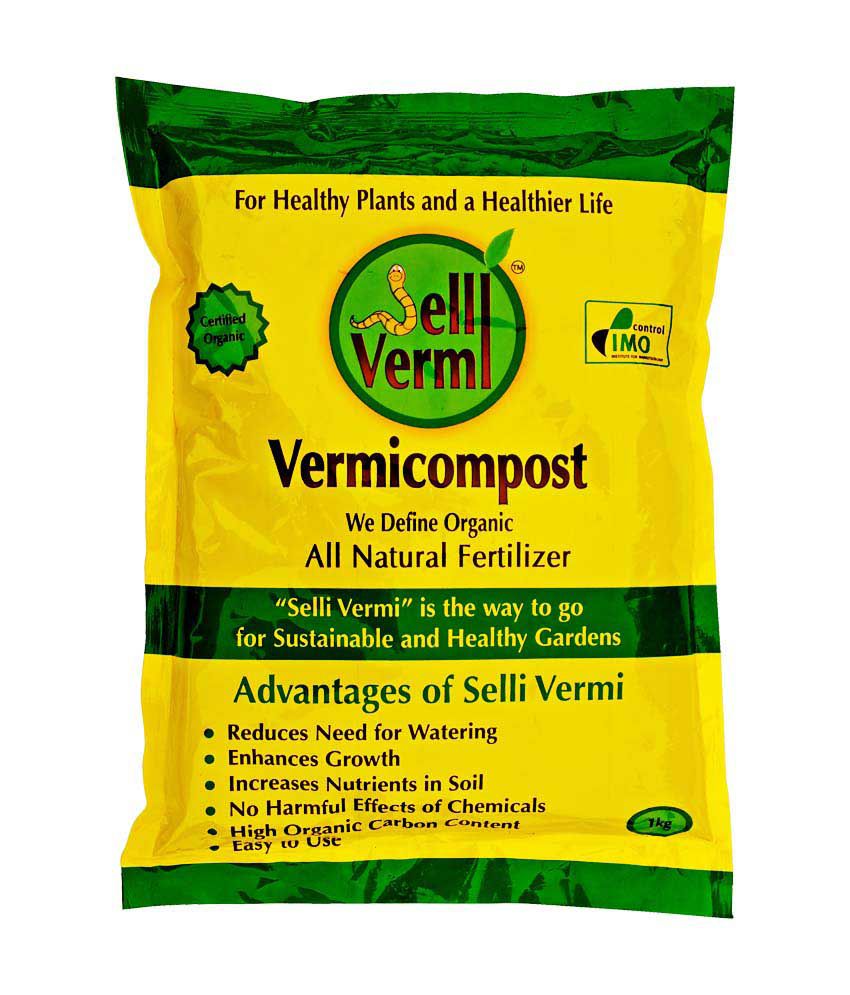 For Healthy Plants and a Healthier Life
Selli
Vermi
TM
Certified
Organic
control
IMO
Vermicompost
We Define Organic
All Natural Fertilizer
“Selli Vermi” is the way to go
for Sustainable and Healthy Gardens
Advantages of Selli Vermi
• Reduces Need for Watering
• Enhances Growth
• Increases Nutrients in Soil
• No Harmful Effects of Chemicals
• High Organic Carbon Content
• Easy to Use
1kg